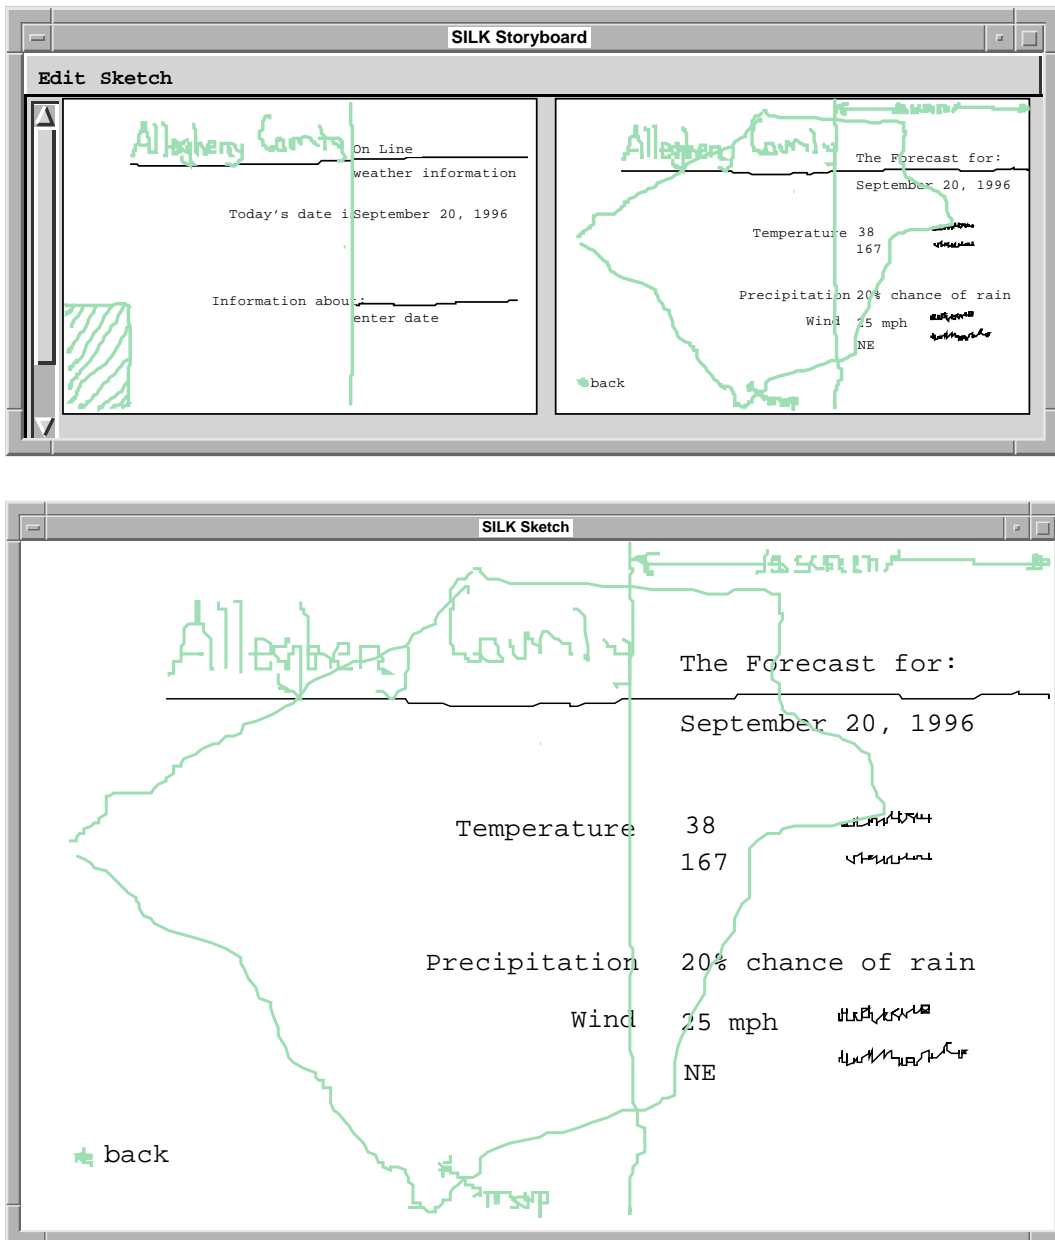 SILK Storyboard
Edit Sketch
Allegheny County
On Line
weather information
Today's date i September 20, 1996
Information about:
enter date
Allegheny County
The Forecast for:
September 20, 1996
Temperature 38
167
Precipitation 20% chance of rain
Wind 25 mph
NE
back
map
SILK Sketch
Allegheny County
The Forecast for:
September 20, 1996
Temperature 38
167
Precipitation 20% chance of rain
Wind 25 mph
NE
back
map